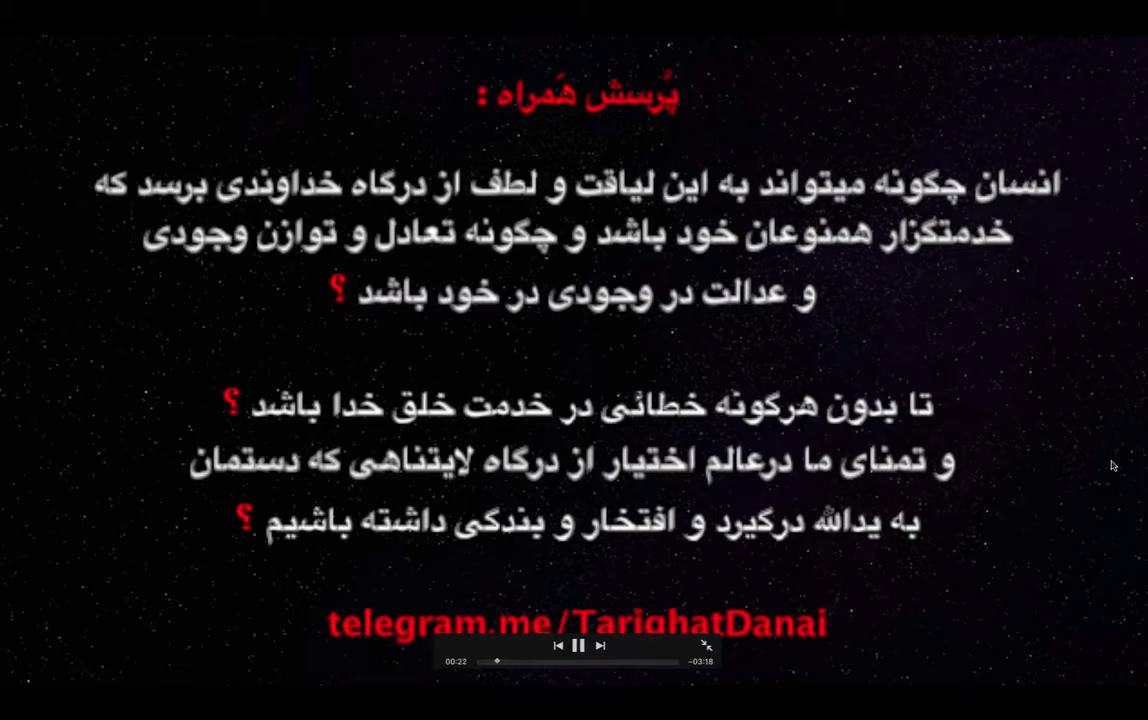 پُرسش هَمراه :
انسان چگونه میتواند به این لیاقت و لطف از درگاه خداوندی برسد که
خدمتگزار همنوعان خود باشد و چگونه تعادل و توازن وجودی
و عدالت در وجودی در خود باشد ؟
تا بدون هرگونه خطائی در خدمت خلق خدا باشد ؟
و تمنای ما درعالم اختیار از درگاه لایتناهی که دستمان
به یدالله درگیرد و افتخار و بندگی داشته باشیم ؟
telegram.me/TarighatDanai
00:22 −03:18